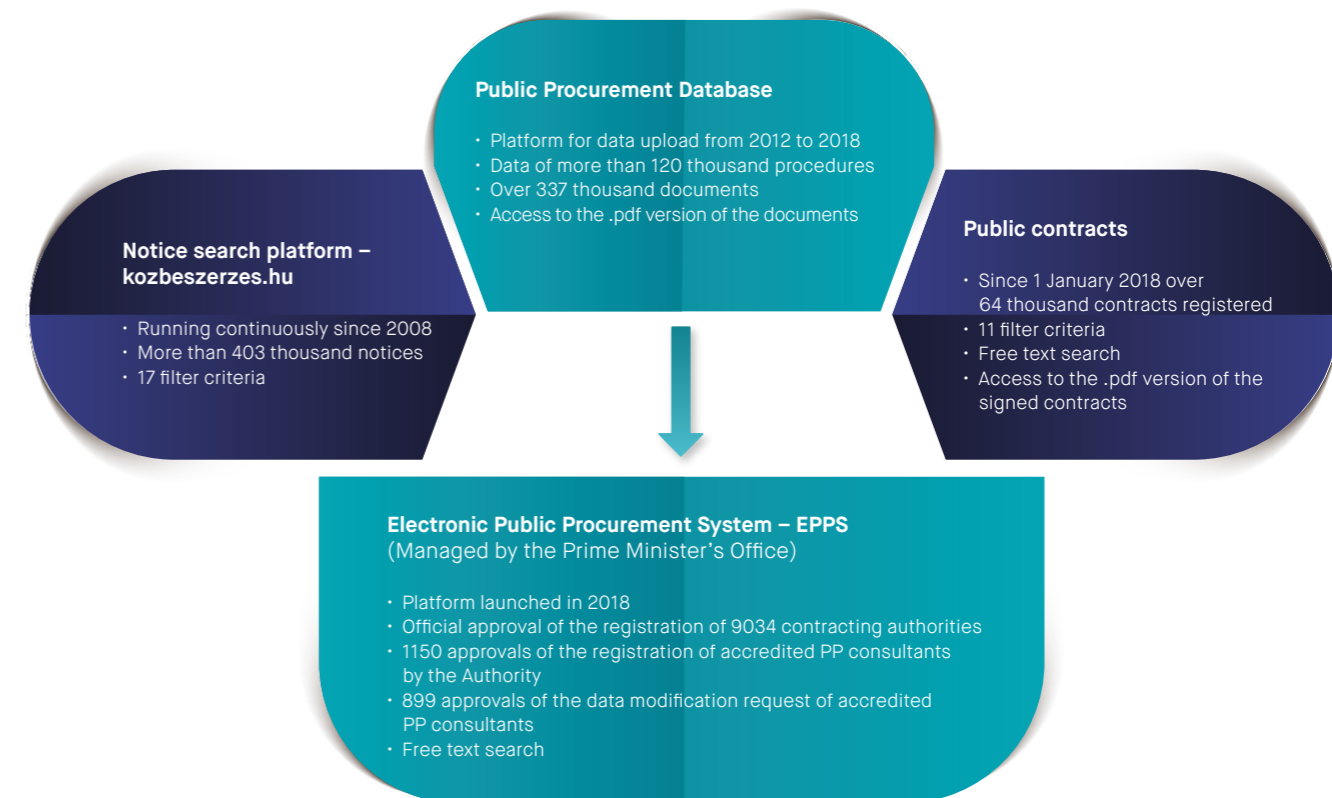 Public Procurement Database
· Platform for data upload from 2012 to 2018
· Data of more than 120 thousand procedures
· Over 337 thousand documents
· Access to the .pdf version of the documents
Notice search platform –
kozbeszerzes.hu
· Running continuously since 2008
· More than 403 thousand notices
· 17 filter criteria
Public contracts
· Since 1 January 2018 over
64 thousand contracts registered
· 11 filter criteria
· Free text search
· Access to the .pdf version of the
signed contracts
Electronic Public Procurement System – EPPS
(Managed by the Prime Minister's Office)
· Platform launched in 2018
· Official approval of the registration of 9034 contracting authorities
· 1150 approvals of the registration of accredited PP consultants
by the Authority
· 899 approvals of the data modification request of accredited
PP consultants
· Free text search